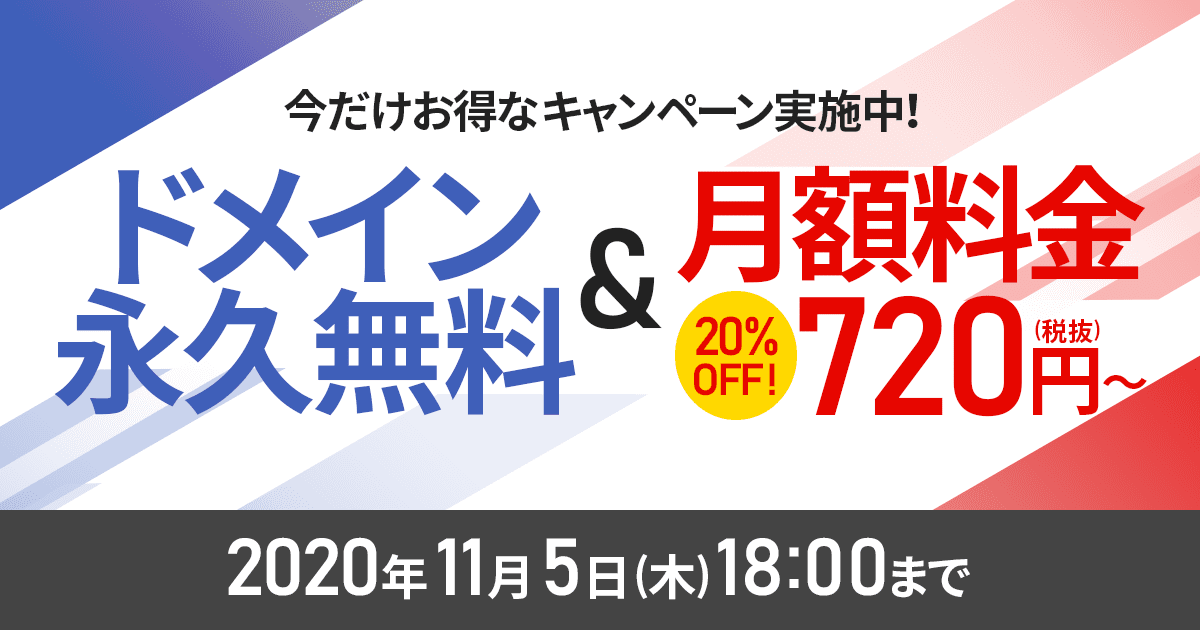 今だけお得なキャンペーン実施中!
ドメイン
永久無料
&
月額料金
20%
OFF!
720円~
(税抜)
2020年11月5日(木)18:00まで